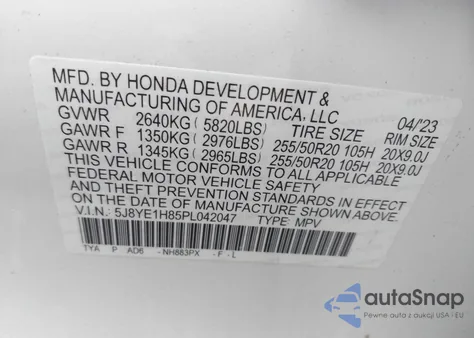 MFD. BY HONDA DEVELOPMENT &
MANUFACTURING OF AMERICA, LLC 04/23
GVWR 2640KG ( 5820LBS) TIRE SIZE RIM SIZE
GAWR F 1350KG ( 2976LBS) 255/50R20 105H 20X9.0J
GAWR R 1345KG ( 2965LBS) 255/50R20 105H 20X9.0J
THIS VEHICLE CONFORMS TO ALL APPLICABLE
FEDERAL MOTOR VEHICLE SAFETY, BUMPER,
AND THEFT PREVENTION STANDARDS IN EFFECT
ON THE DATE OF MANUFACTURE SHOWN ABOVE.
V.I.N.: 5J8YE1H85PL042047 TYPE: MPV
TYA P AD6 NH883PX -F-L
autoSnap
Pewne auta z aukcji USA i EU